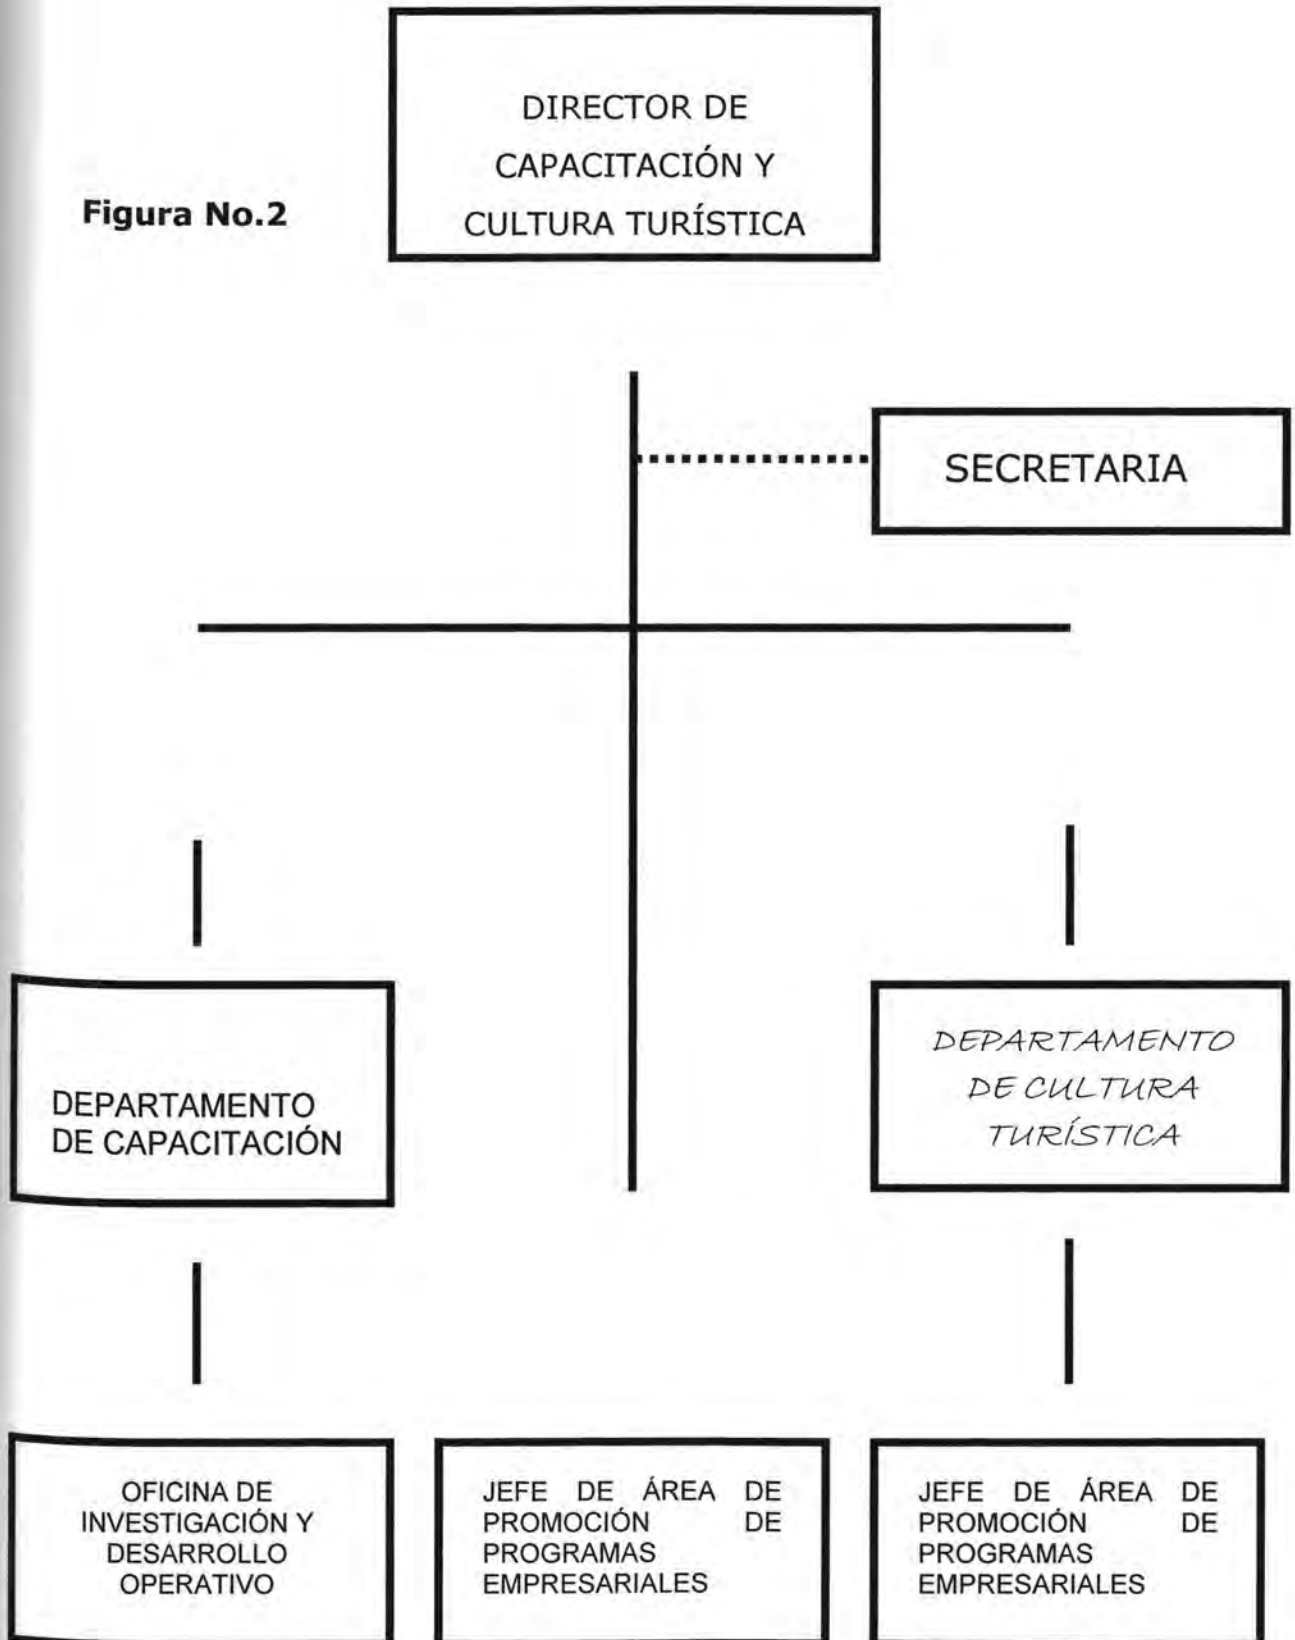 DIRECTOR DE
CAPACITACIÓN Y
CULTURA TURÍSTICA
Figura No.2
SECRETARIA
DEPARTAMENTO
DE CAPACITACIÓN
DEPARTAMENTO
DE CULTURA
TURÍSTICA
OFICINA DE
INVESTIGACIÓN Y
DESARROLLO
OPERATIVO
JEFE DE ÁREA DE
PROMOCIÓN DE
PROGRAMAS
EMPRESARIALES
JEFE DE ÁREA DE
PROMOCIÓN DE
PROGRAMAS
EMPRESARIALES